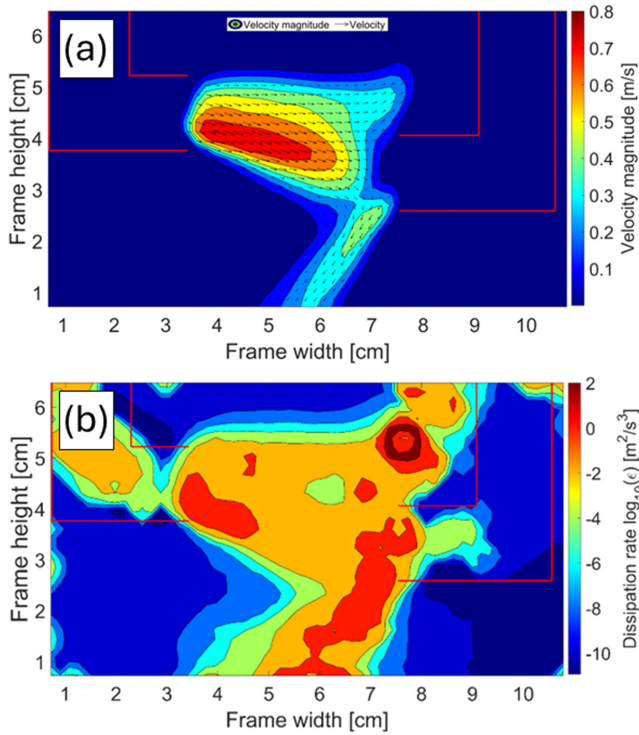 (a)
Velocity magnitude Velocity
6
5
4
3
2
1
Frame height [cm]
1 2 3 4 5 6 7 8 9 10
Frame width [cm]
0.8
0.7
0.6
0.5
0.4
0.3
0.2
0.1
Velocity magnitude [m/s]
(b)
6
5
4
3
2
1
Frame height [cm]
1 2 3 4 5 6 7 8 9 10
Frame width [cm]
2
0
-2
-4
-6
-8
-10
Dissipation rate log₁₀(ϵ) [m²/s³]